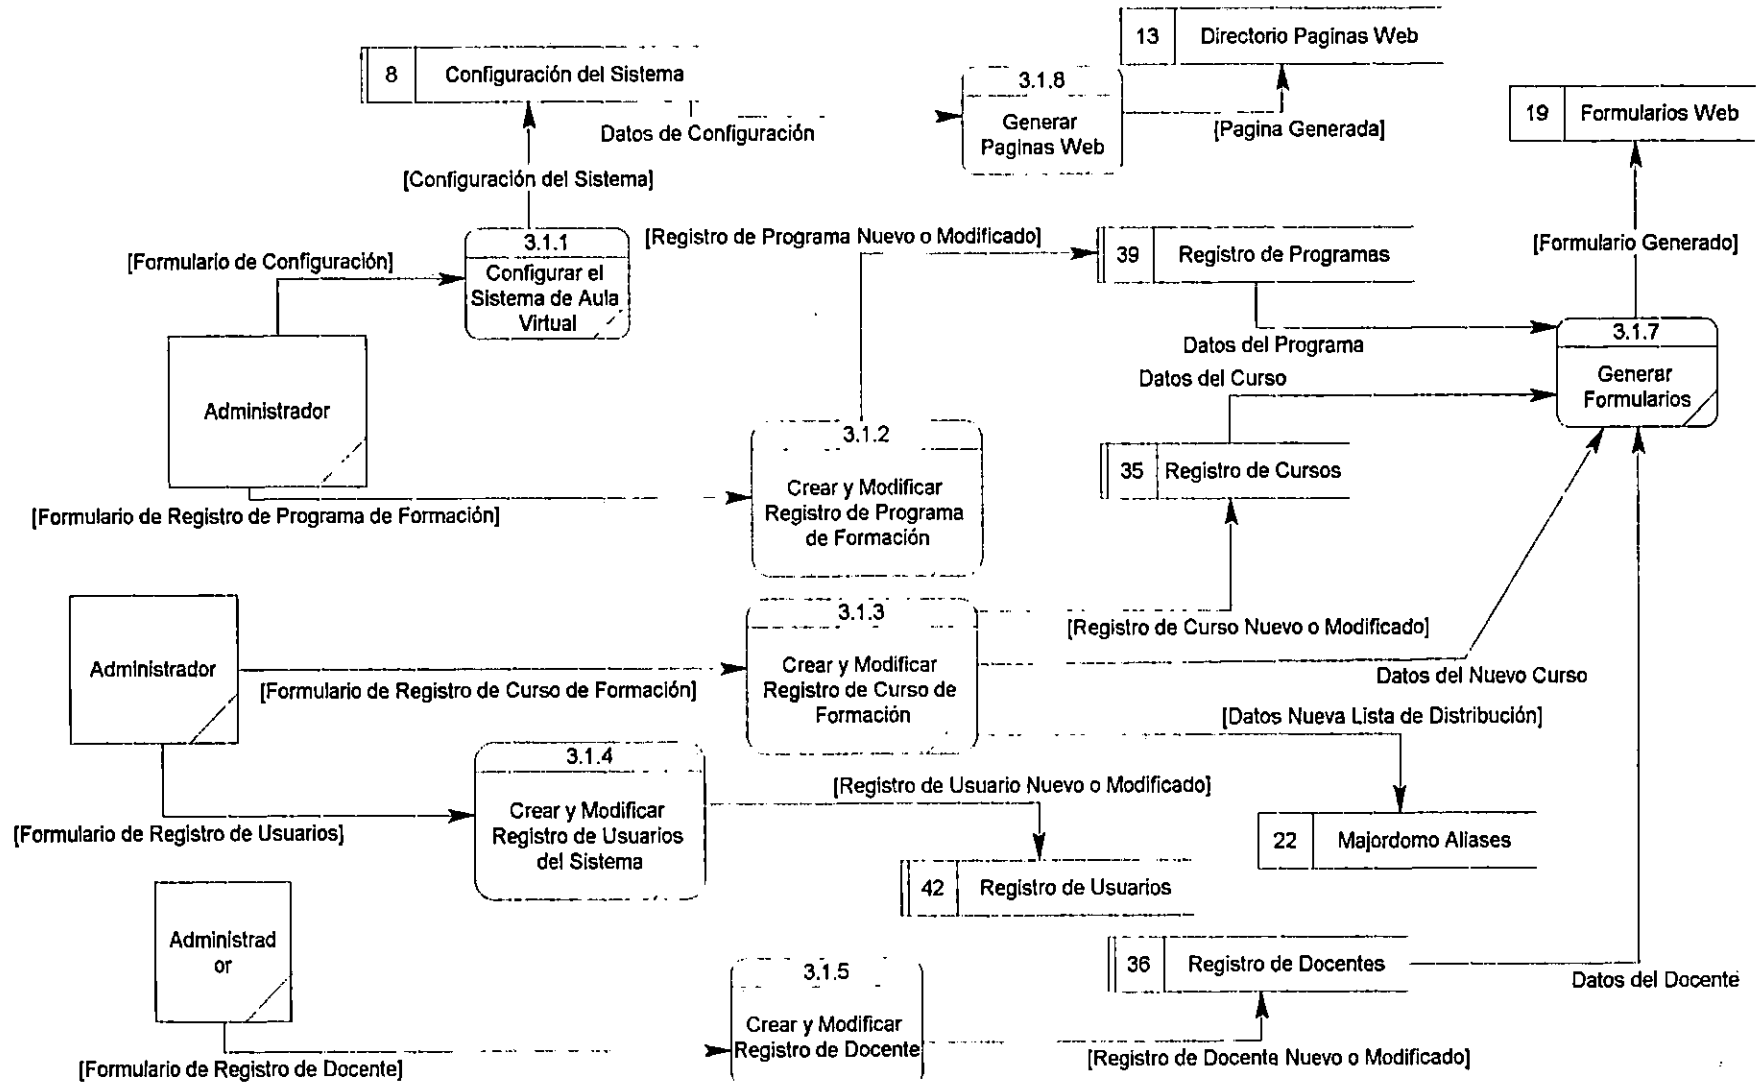 13
Directorio Paginas Web
8
Configuración del Sistema
3.1.8
Generar
Paginas Web
[Pagina Generada]
19
Formularios Web
Datos de Configuración
[Configuración del Sistema]
3.1.1
Configurar el
Sistema de Aula
Virtual
[Formulario de Configuración]
[Registro de Programa Nuevo o Modificado]
39
Registro de Programas
[Formulario Generado]
3.1.7
Generar
Formularios
Datos del Programa
Datos del Curso
Administrador
3.1.2
Crear y Modificar
Registro de Programa
de Formación
35
Registro de Cursos
[Formulario de Registro de Programa de Formación]
3.1.3
Crear y Modificar
Registro de Curso de
Formación
[Registro de Curso Nuevo o Modificado]
Administrador
[Formulario de Registro de Curso de Formación]
Datos del Nuevo Curso
[Datos Nueva Lista de Distribución]
3.1.4
Crear y Modificar
Registro de Usuarios
del Sistema
[Registro de Usuario Nuevo o Modificado]
[Formulario de Registro de Usuarios]
22
Majordomo Aliases
42
Registro de Usuarios
Administrad
or
3.1.5
Crear y Modificar
Registro de Docente
36
Registro de Docentes
Datos del Docente
[Registro de Docente Nuevo o Modificado]
[Formulario de Registro de Docente]